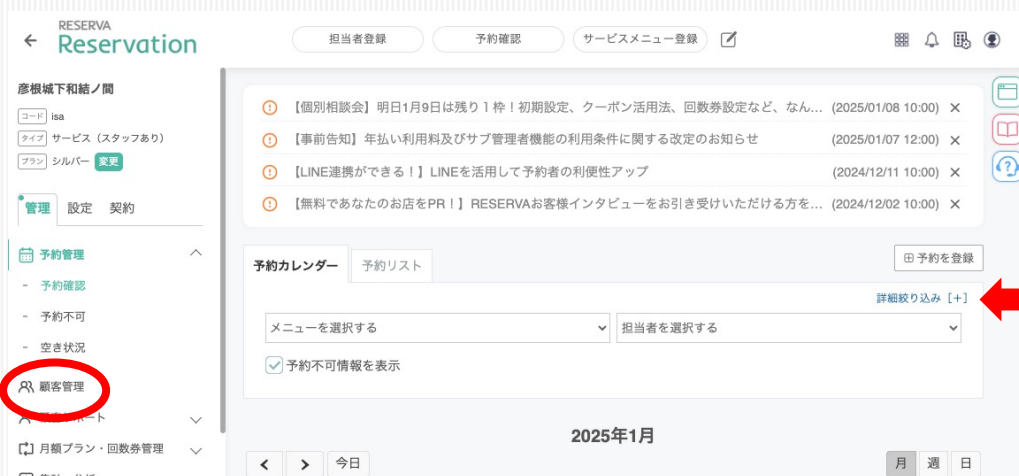 RESERVA
Reservation
担当者登録
予約確認
サービスメニュー登録
彦根城下和結ノ間
コード isa
タイプ サービス（スタッフあり）
プラン シルバー 変更
管理 設定 契約
予約管理
- 予約確認
- 予約不可
- 空き状況
顧客管理
月額プラン・回数券管理
【個別相談会】明日1月9日は残り１枠！初期設定、クーポン活用法、回数券設定など、なん... (2025/01/08 10:00) ×
【事前告知】年払い利用料及びサブ管理者機能の利用条件に関する改定のお知らせ (2025/01/07 12:00) ×
【LINE連携ができる！】LINEを活用して予約者の利便性アップ (2024/12/11 10:00) ×
【無料であなたのお店をPR！】RESERVAお客様インタビューをお引き受けいただける方を... (2024/12/02 10:00) ×
予約カレンダー 予約リスト
予約を登録
詳細絞り込み［+］
メニューを選択する
担当者を選択する
予約不可情報を表示
2025年1月
今日
月 週 日